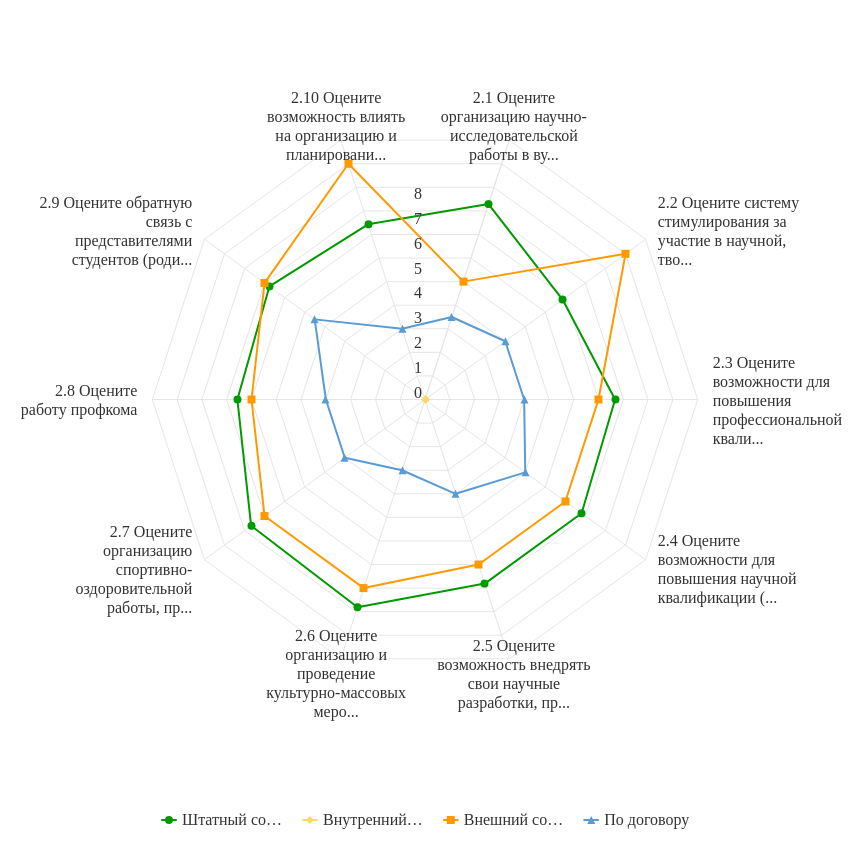 2.10 Оцените
возможность влиять
на организацию и
планировани...
2.1 Оцените
организацию научно-
исследовательской
работы в ву...
2.9 Оцените обратную
связь с
представителями
студентов (роди...
2.2 Оцените систему
стимулирования за
участие в научной,
тво...
8
7
6
5
4
3
2
1
0
2.8 Оцените
работу профкома
2.3 Оцените
возможности для
повышения
профессиональной
квали...
2.7 Оцените
организацию
спортивно-
оздоровительной
работы, пр...
2.4 Оцените
возможности для
повышения научной
квалификации (...
2.6 Оцените
организацию и
проведение
культурно-массовых
меро...
2.5 Оцените
возможность внедрять
свои научные
разработки, пр...
Штатный со... Внутренний... Внешний со... По договору